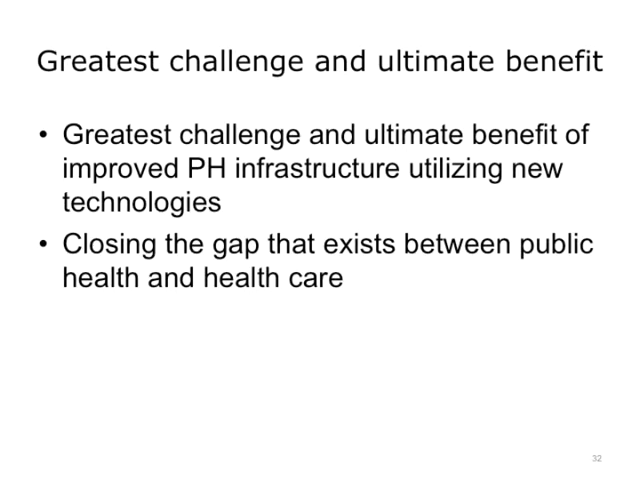 Greatest challenge and ultimate benefit
• Greatest challenge and ultimate benefit of
improved PH infrastructure utilizing new
technologies
• Closing the gap that exists between public
health and health care
32